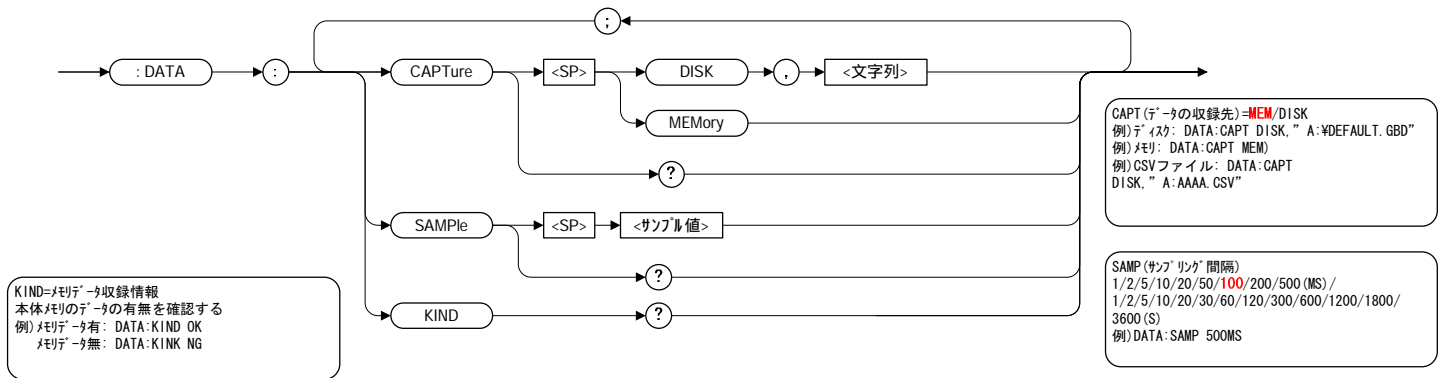 ;
: DATA
:
CAPTure
<SP>
DISK
,
<文字列>
MEMory
?
SAMPle
<SP>
<ｻﾝﾌﾟﾙ値>
?
KIND
?
CAPT(ﾃﾞｰﾀの収録先)=MEM/DISK
例)ﾃﾞｨｽｸ: DATA:CAPT DISK,”A:¥DEFAULT.GBD”
例)ﾒﾓﾘ: DATA:CAPT MEM)
例)CSVファイル: DATA:CAPT
DISK,”A:AAAA.CSV”
SAMP(ｻﾝﾌﾟﾘﾝｸﾞ間隔)
1/2/5/10/20/50/100/200/500(MS)/
1/2/5/10/20/30/60/120/300/600/1200/1800/
3600(S)
例)DATA:SAMP 500MS
KIND=ﾒﾓﾘﾃﾞｰﾀ収録情報
本体ﾒﾓﾘのﾃﾞｰﾀの有無を確認する
例)ﾒﾓﾘﾃﾞｰﾀ有: DATA:KIND OK
ﾒﾓﾘﾃﾞｰﾀ無: DATA:KINK NG